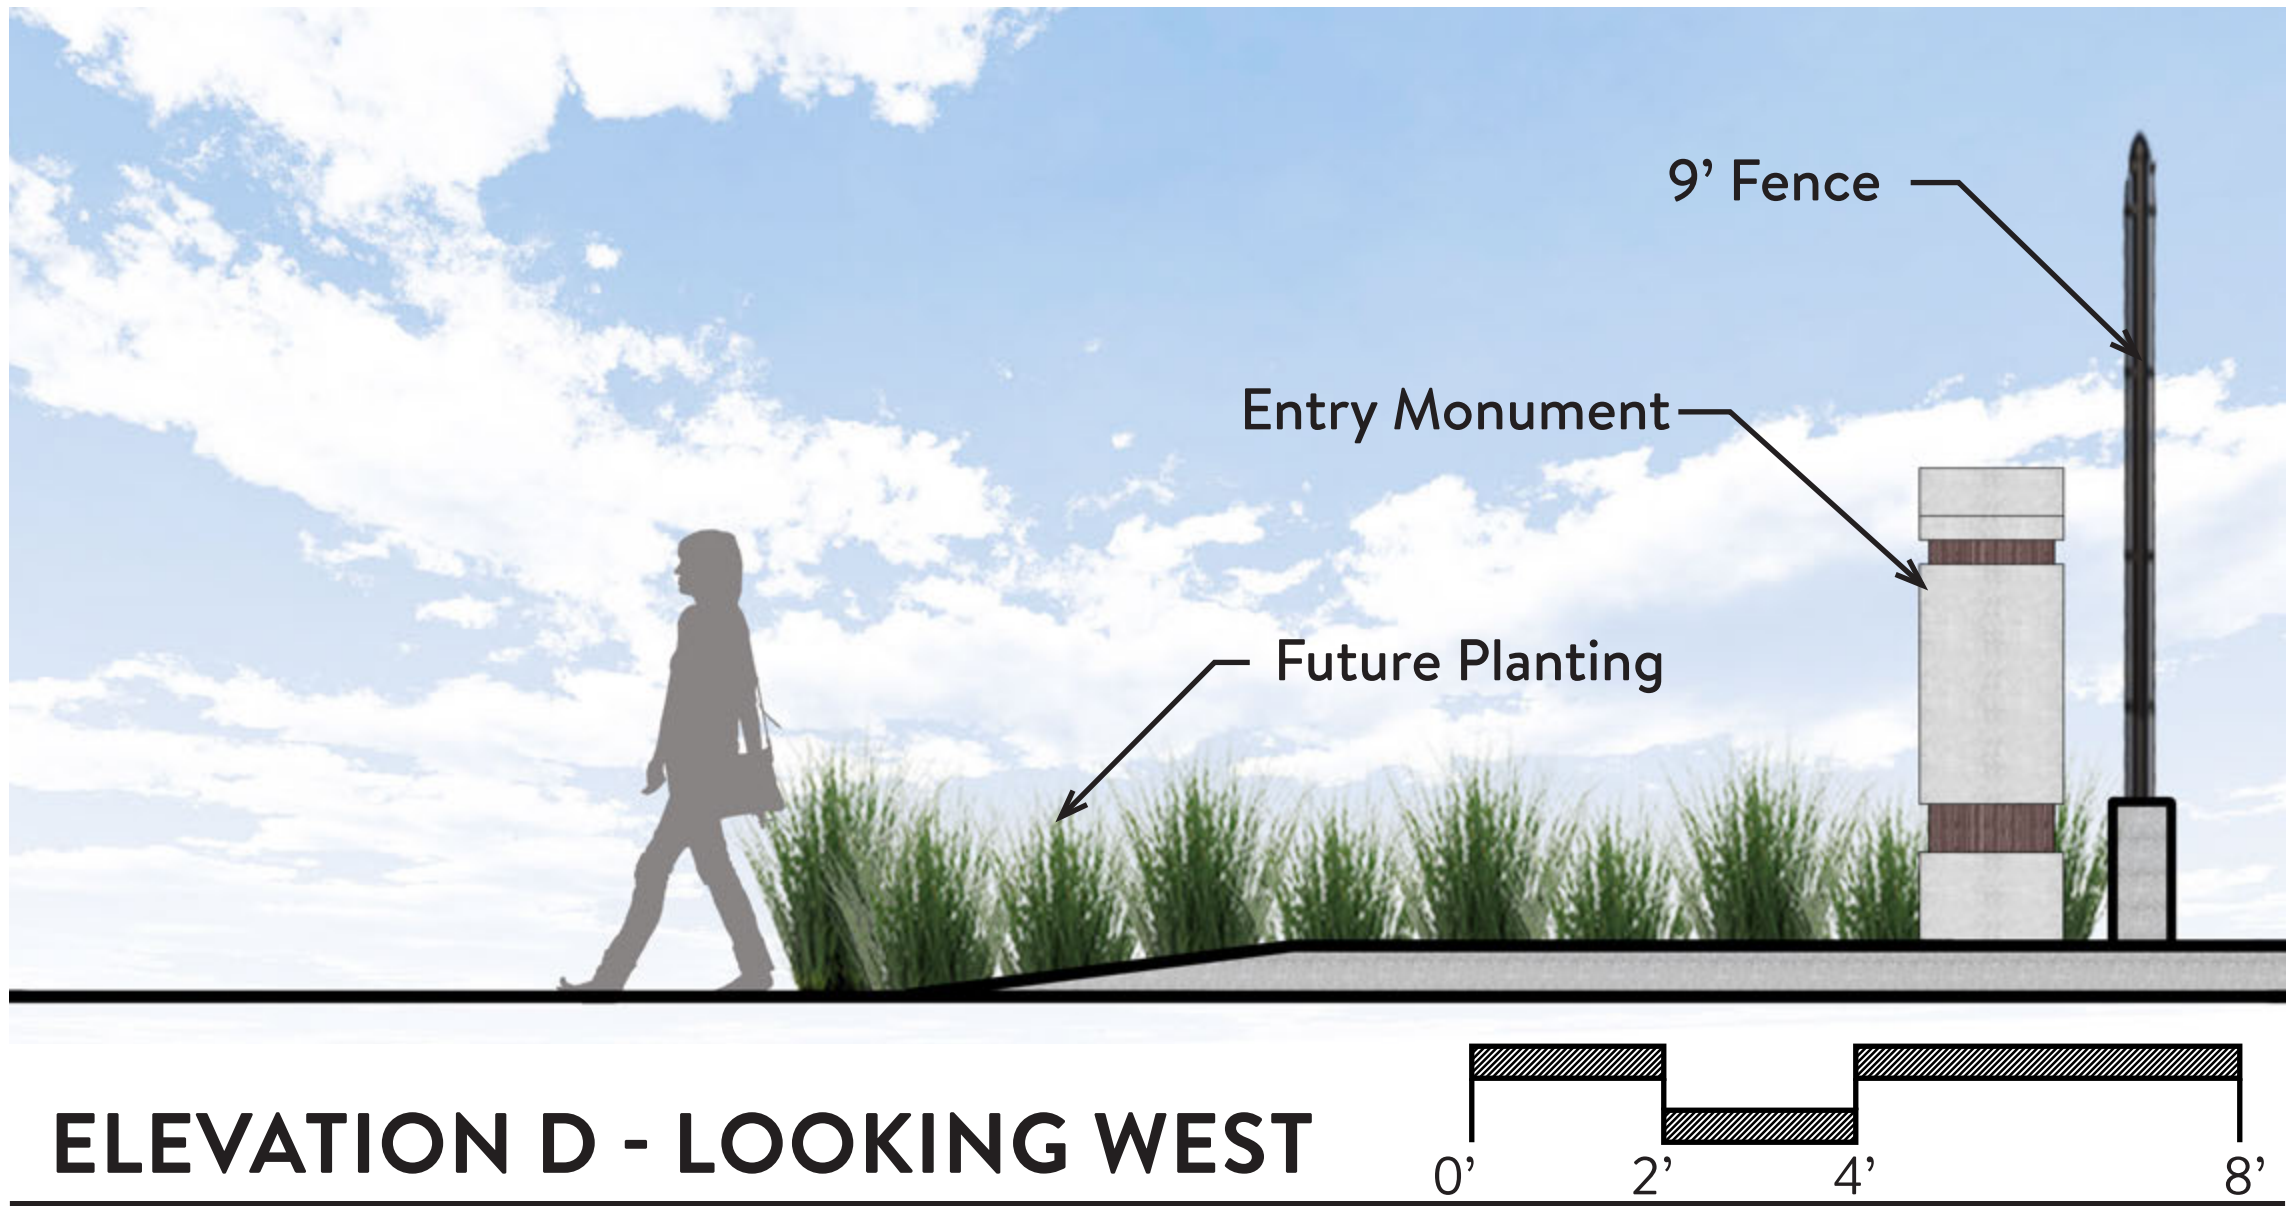 9’ Fence
Entry Monument
Future Planting
ELEVATION D - LOOKING WEST
0’ 2’ 4’ 8’